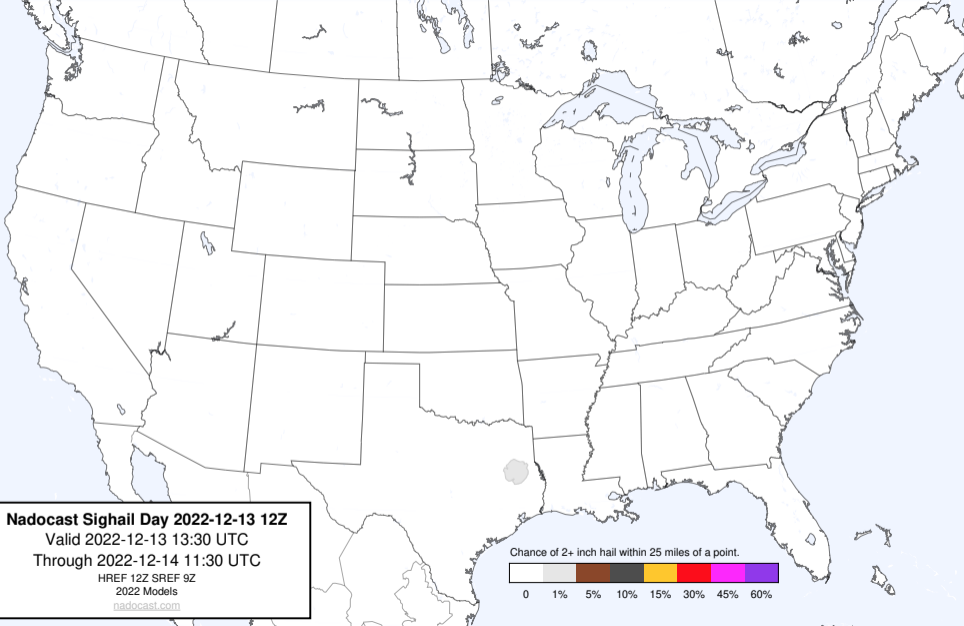 Nadocast Sighail Day 2022-12-13 12Z
Valid 2022-12-13 13:30 UTC
Through 2022-12-14 11:30 UTC
HREF 12Z SREF 9Z
2022 Models
nadocast.com
Chance of 2+ inch hail within 25 miles of a point.
0 1% 5% 10% 15% 30% 45% 60%